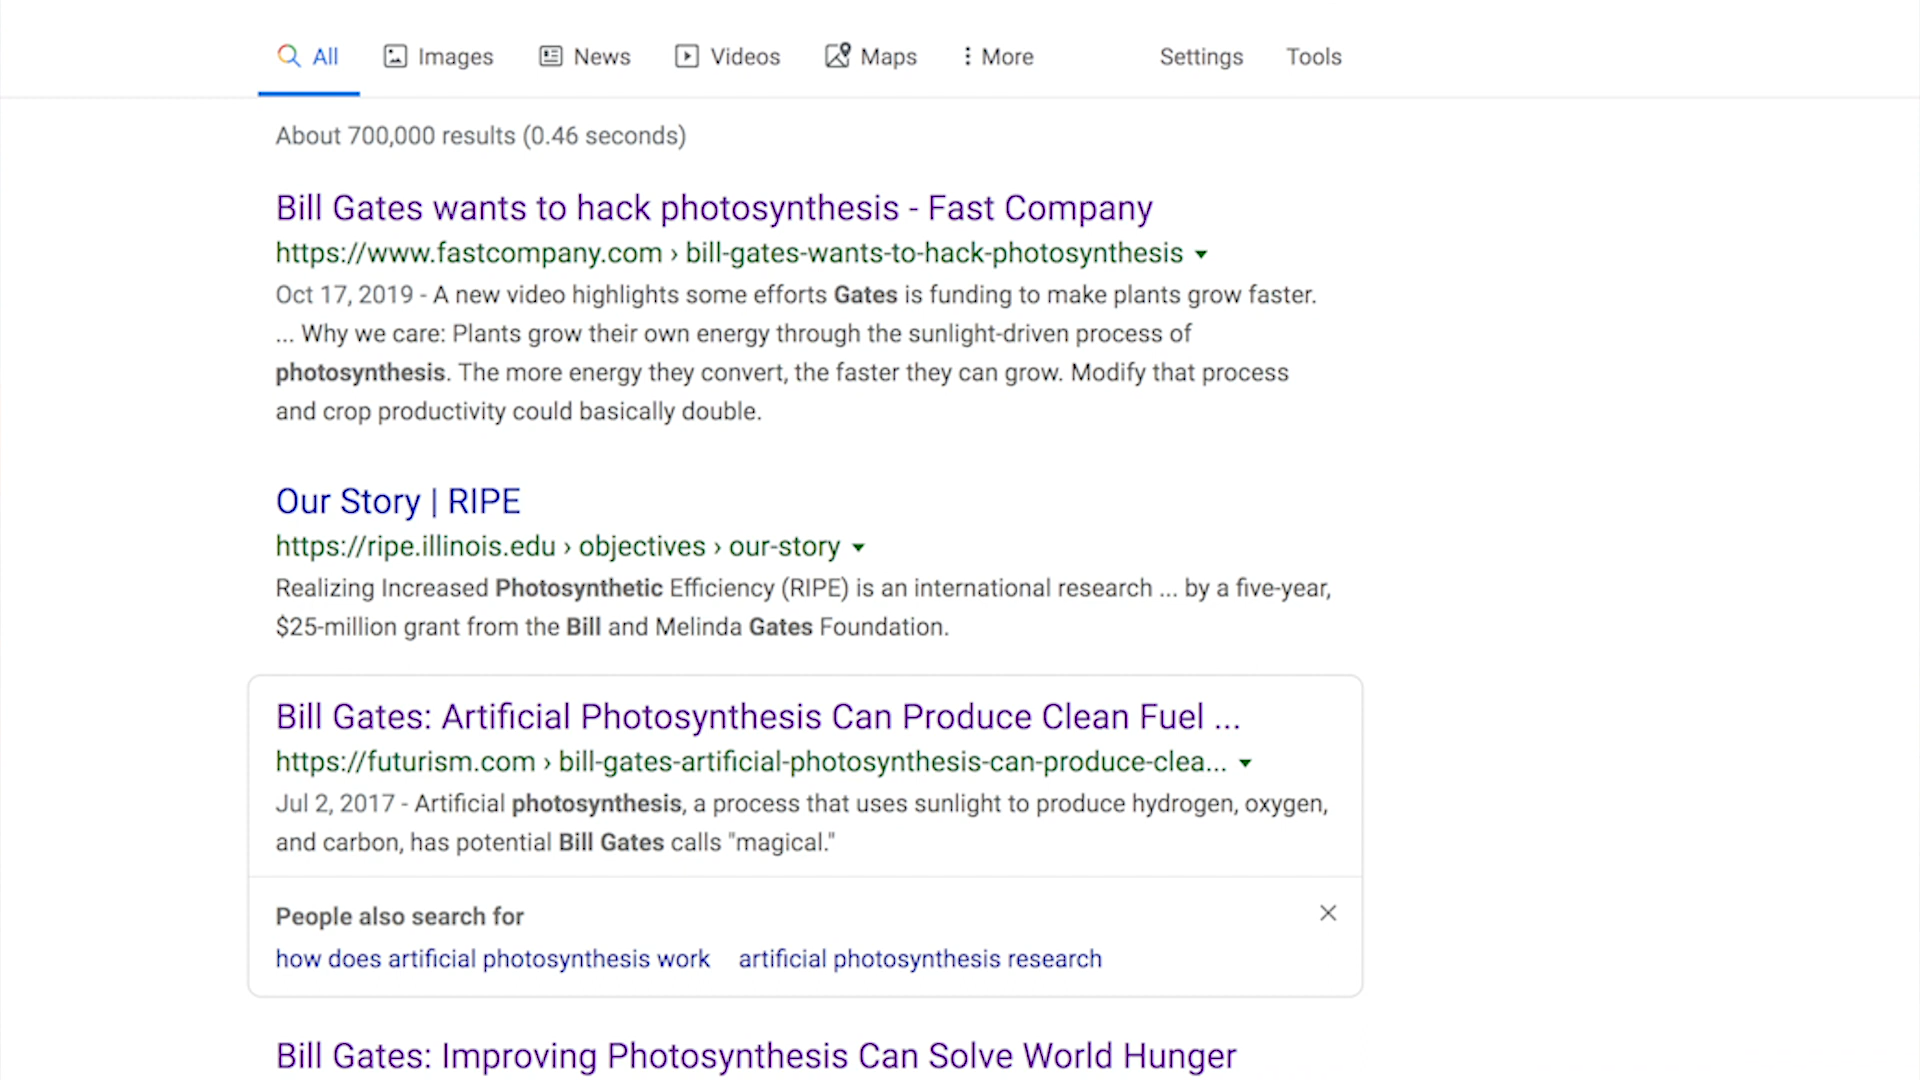 All Images News Videos Maps More Settings Tools
About 700,000 results (0.46 seconds)
Bill Gates wants to hack photosynthesis - Fast Company
https://www.fastcompany.com › bill-gates-wants-to-hack-photosynthesis
Oct 17, 2019 - A new video highlights some efforts Gates is funding to make plants grow faster.
... Why we care: Plants grow their own energy through the sunlight-driven process of
photosynthesis. The more energy they convert, the faster they can grow. Modify that process
and crop productivity could basically double.
Our Story | RIPE
https://ripe.illinois.edu › objectives › our-story
Realizing Increased Photosynthetic Efficiency (RIPE) is an international research ... by a five-year,
$25-million grant from the Bill and Melinda Gates Foundation.
Bill Gates: Artificial Photosynthesis Can Produce Clean Fuel ...
https://futurism.com › bill-gates-artificial-photosynthesis-can-produce-clea...
Jul 2, 2017 - Artificial photosynthesis, a process that uses sunlight to produce hydrogen, oxygen,
and carbon, has potential Bill Gates calls "magical."
People also search for
how does artificial photosynthesis work artificial photosynthesis research
Bill Gates: Improving Photosynthesis Can Solve World Hunger